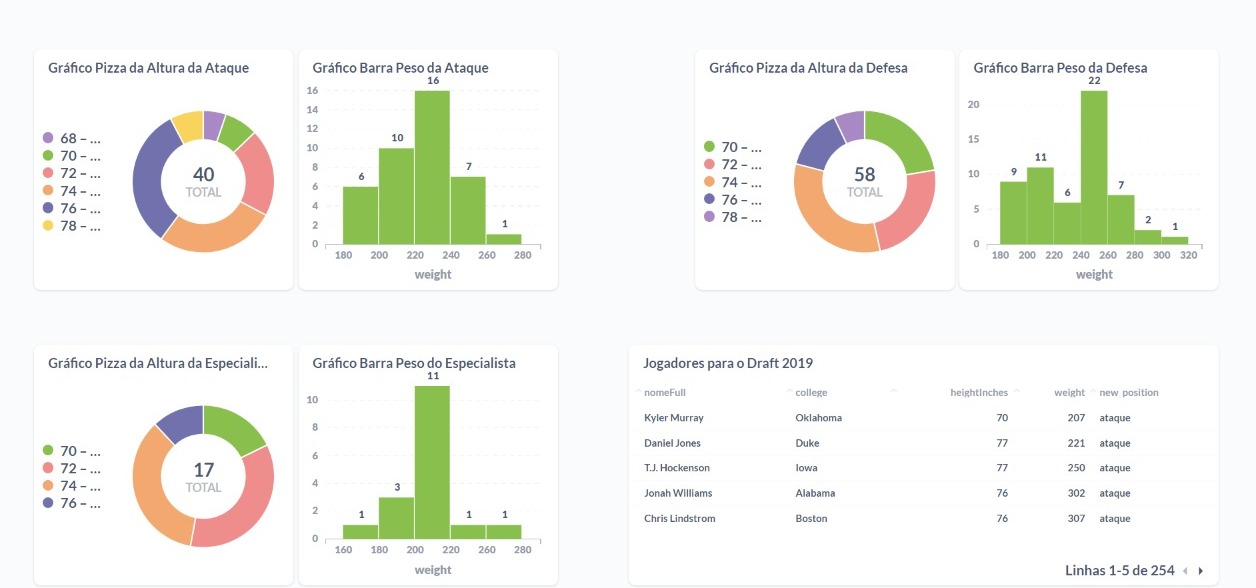 Gráfico Pizza da Altura da Ataque
68 – ...
70 – ...
72 – ...
74 – ...
76 – ...
78 – ...
40
TOTAL
Gráfico Barra Peso da Ataque
16
14
12
10
8
6
4
2
0
6
10
16
7
1
180 200 220 240 260 280
weight
Gráfico Pizza da Altura da Defesa
70 – ...
72 – ...
74 – ...
76 – ...
78 – ...
58
TOTAL
Gráfico Barra Peso da Defesa
20
15
10
5
0
9
11
6
22
7
2
1
180 200 220 240 260 280 300 320
weight
Gráfico Pizza da Altura da Especiali...
70 – ...
72 – ...
74 – ...
76 – ...
17
TOTAL
Gráfico Barra Peso do Especialista
10
8
6
4
2
0
1
3
11
1
1
160 180 200 220 260 280
weight
Jogadores para o Draft 2019
nomeFull college heightInches weight new position
Kyler Murray Oklahoma 70 207 ataque
Daniel Jones Duke 77 221 ataque
T.J. Hockenson Iowa 77 250 ataque
Jonah Williams Alabama 76 302 ataque
Chris Lindstrom Boston 76 307 ataque
Linhas 1-5 de 254